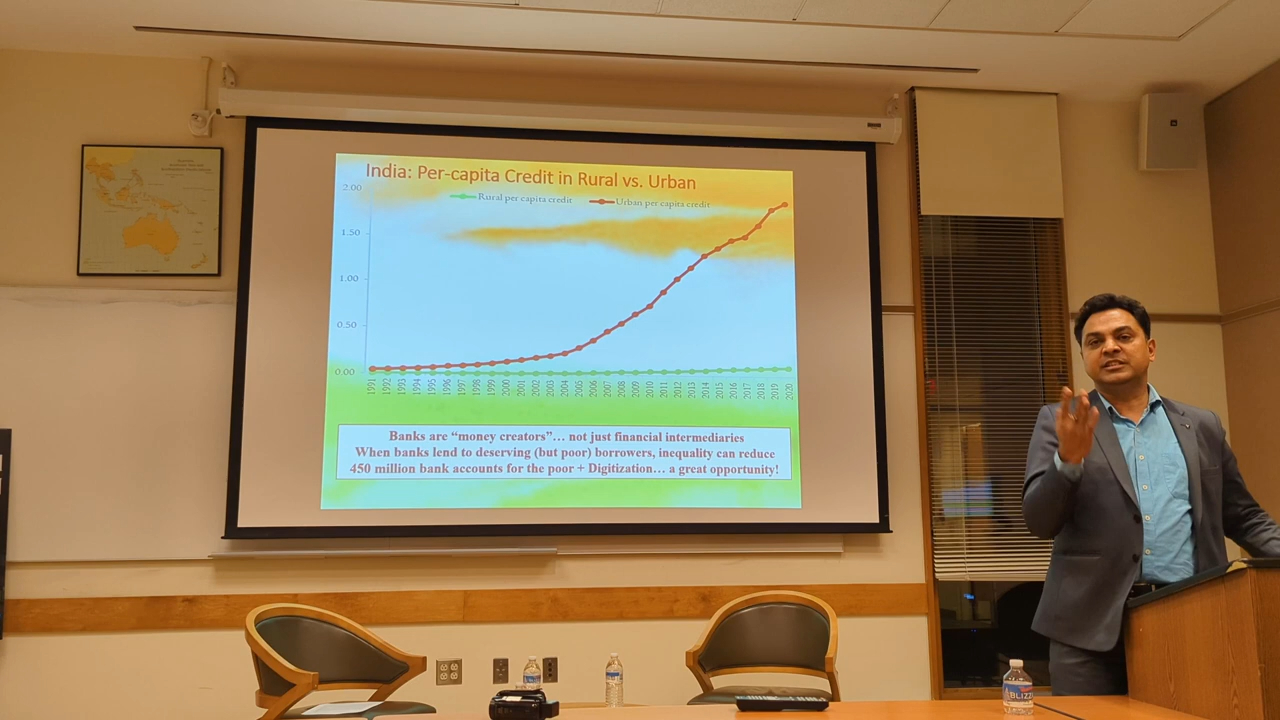 India: Per-capita Credit in Rural vs. Urban
Rural per capita credit
Urban per capita credit
2.00
1.50
1.00
0.50
0.00
1991 1992 1993 1994 1995 1996 1997 1998 1999 2000 2001 2002 2003 2004 2005 2006 2007 2008 2009 2010 2011 2012 2013 2014 2015 2016 2017 2018 2019 2020
Banks are “money creators”… not just financial intermediaries
When banks lend to deserving (but poor) borrowers, inequality can reduce
450 million bank accounts for the poor + Digitization… a great opportunity!